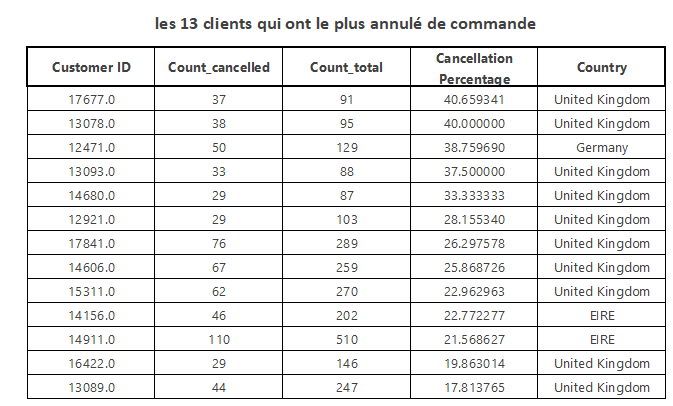 les 13 clients qui ont le plus annulé de commande
Customer ID Count_cancelled Count_total Cancellation Percentage Country
17677.0 37 91 40.659341 United Kingdom
13078.0 38 95 40.000000 United Kingdom
12471.0 50 129 38.759690 Germany
13093.0 33 88 37.500000 United Kingdom
14680.0 29 87 33.333333 United Kingdom
12921.0 29 103 28.155340 United Kingdom
17841.0 76 289 26.297578 United Kingdom
14606.0 67 259 25.868726 United Kingdom
15311.0 62 270 22.962963 United Kingdom
14156.0 46 202 22.772277 EIRE
14911.0 110 510 21.568627 EIRE
16422.0 29 146 19.863014 United Kingdom
13089.0 44 247 17.813765 United Kingdom